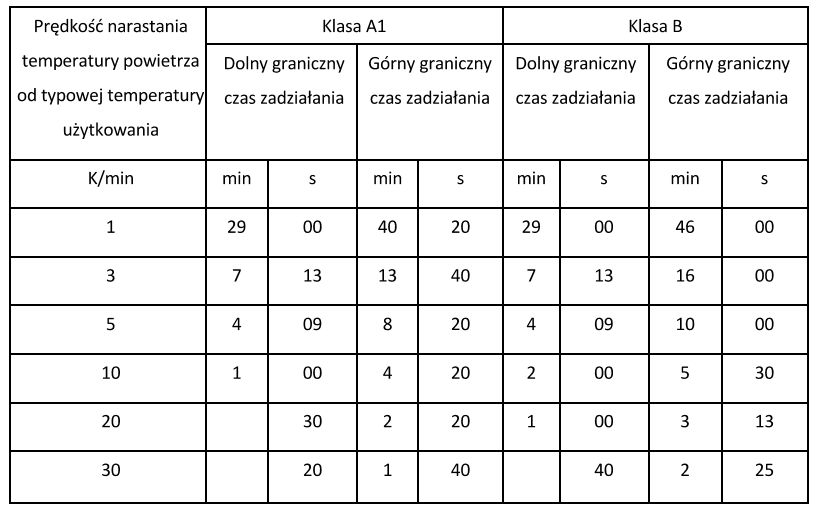 Prędkość narastania temperatury powietrza od typowej temperatury użytkowania
Klasa A1 Klasa B
Dolny graniczny czas zadziałania Górny graniczny czas zadziałania Dolny graniczny czas zadziałania Górny graniczny czas zadziałania
K/min min s min s min s min s
1 29 00 40 20 29 00 46 00
3 7 13 13 40 7 13 16 00
5 4 09 8 20 4 09 10 00
10 1 00 4 20 2 00 5 30
20 30 2 20 1 00 3 13
30 20 1 40 40 2 25